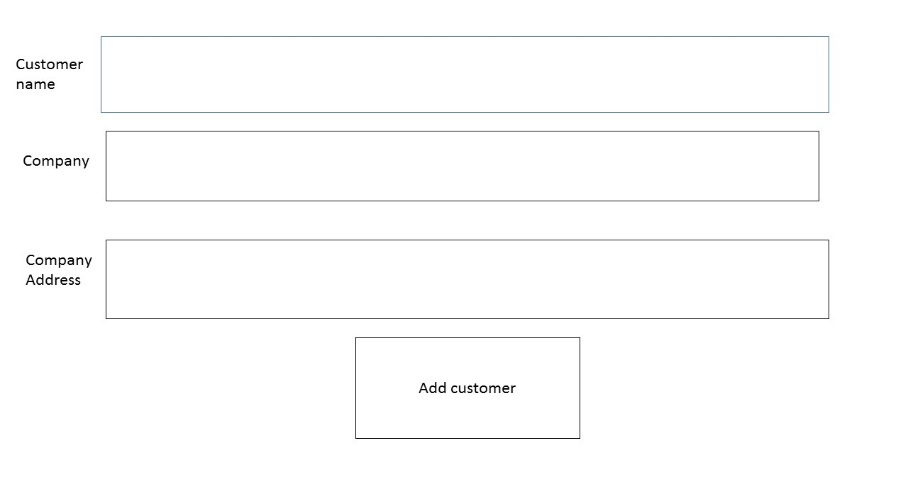 Customer
name
Company
Company
Address
Add customer